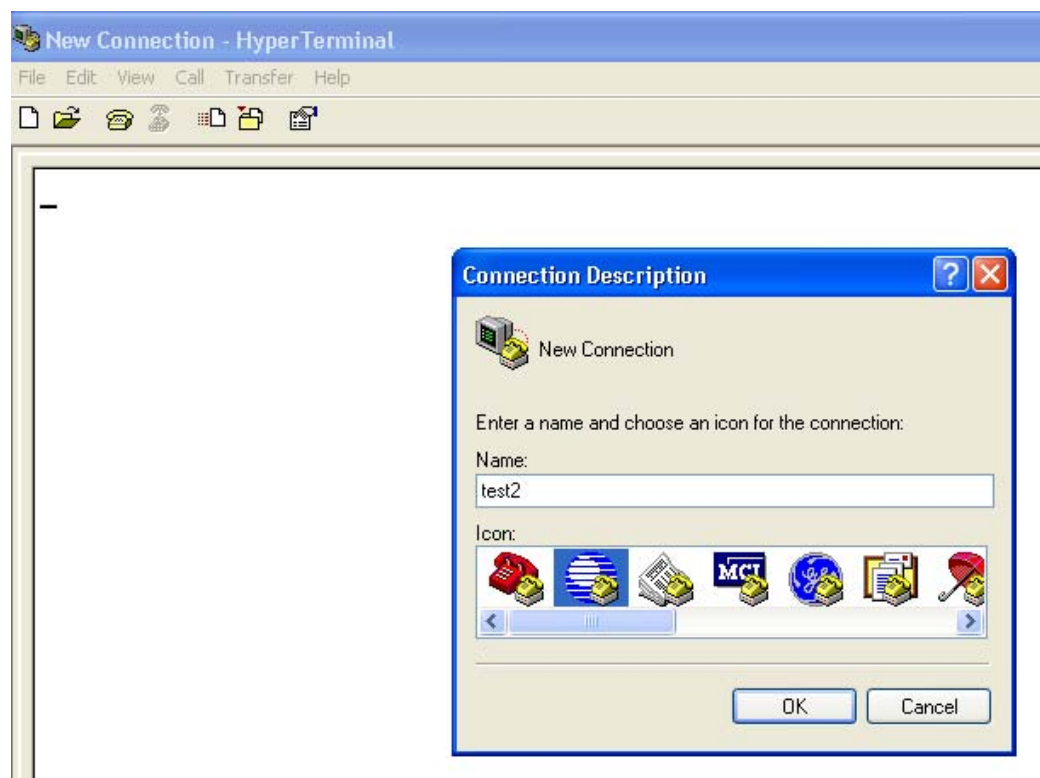 New Connection - HyperTerminal
File Edit View Call Transfer Help
Connection Description
New Connection
Enter a name and choose an icon for the connection:
Name:
test2
Icon:
MCI
OK Cancel